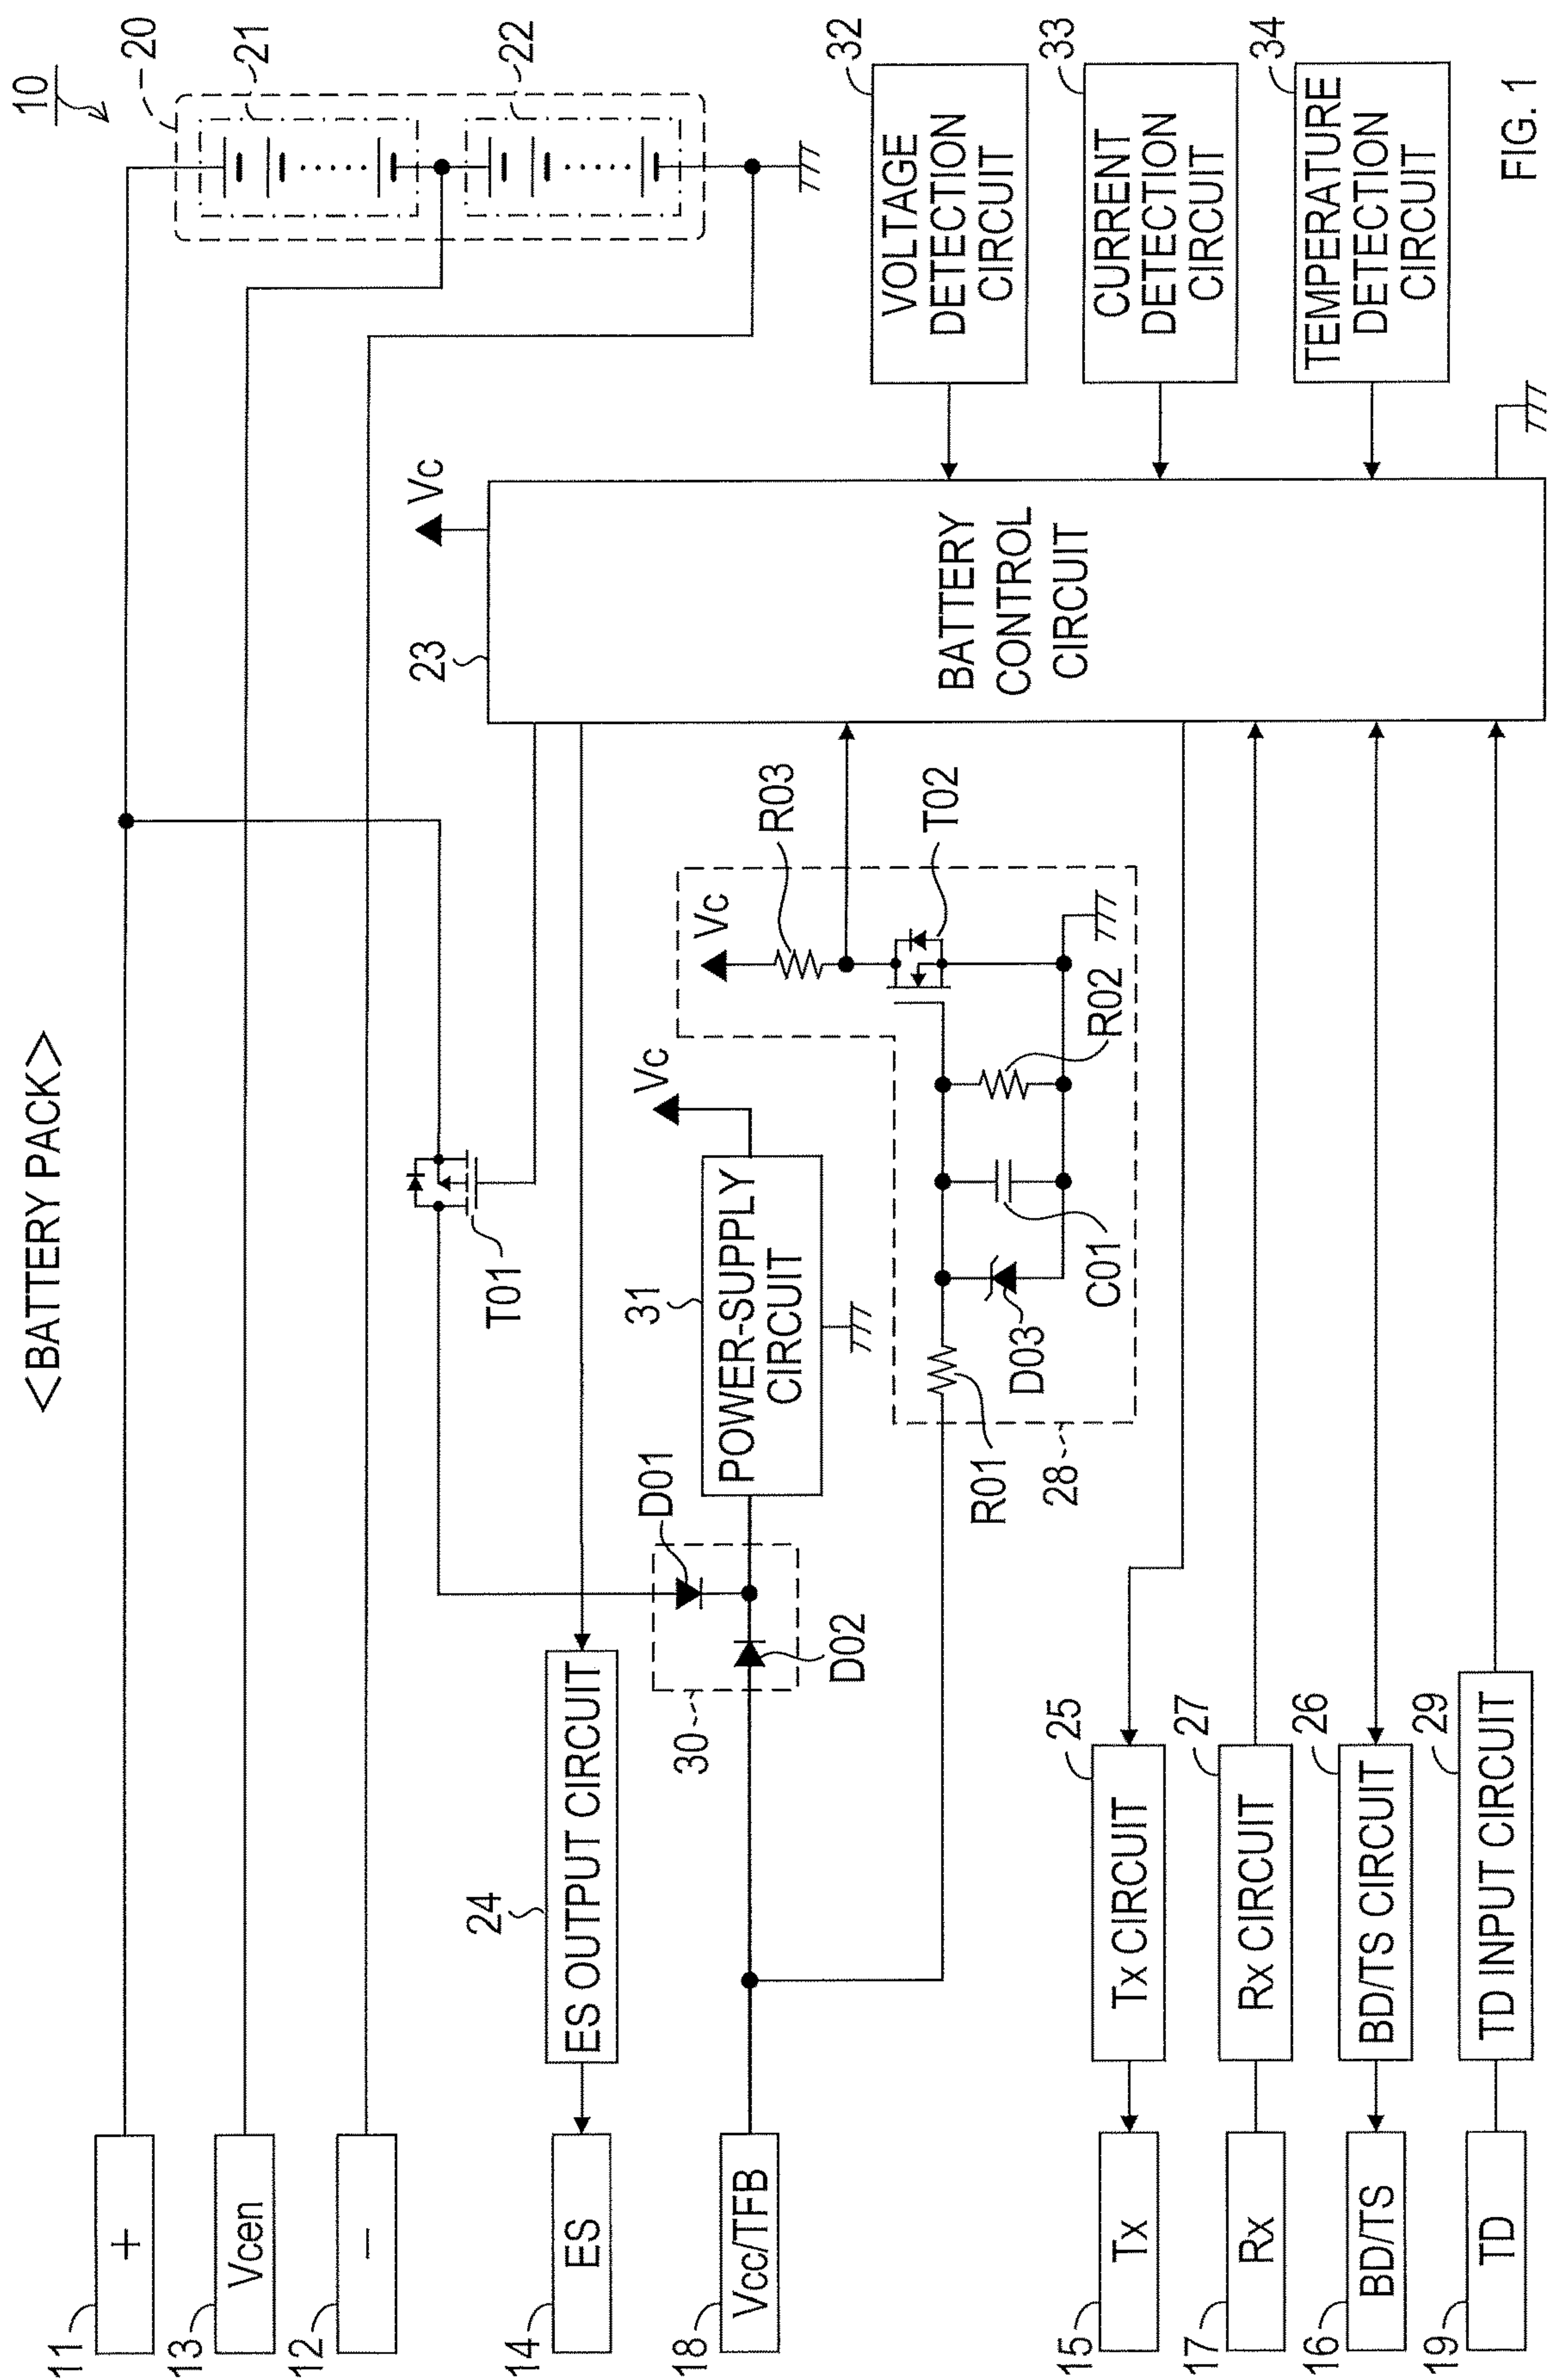 <BATTERY PACK>
10
20
21
22
11
+
13
Vcen
12
−
T01
23
Vc
BATTERY
CONTROL
CIRCUIT
14
ES
24
ES OUTPUT CIRCUIT
18
Vcc/TFB
30
D01
D02
31
POWER-SUPPLY
CIRCUIT
Vc
28
R01
D03
C01
R02
Vc
R03
T02
32
VOLTAGE
DETECTION
CIRCUIT
33
CURRENT
DETECTION
CIRCUIT
34
TEMPERATURE
DETECTION
CIRCUIT
15
Tx
25
Tx CIRCUIT
17
Rx
27
Rx CIRCUIT
16
BD/TS
26
BD/TS CIRCUIT
19
TD
29
TD INPUT CIRCUIT
FIG. 1